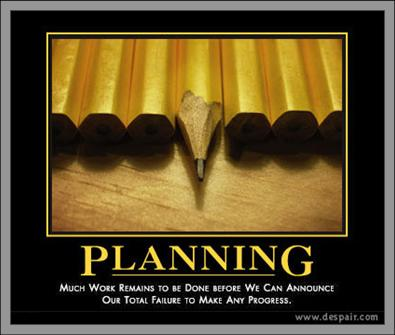 PLANNING
MUCH WORK REMAINS TO BE DONE BEFORE WE CAN ANNOUNCE
OUR TOTAL FAILURE TO MAKE ANY PROGRESS.
www.despair.com